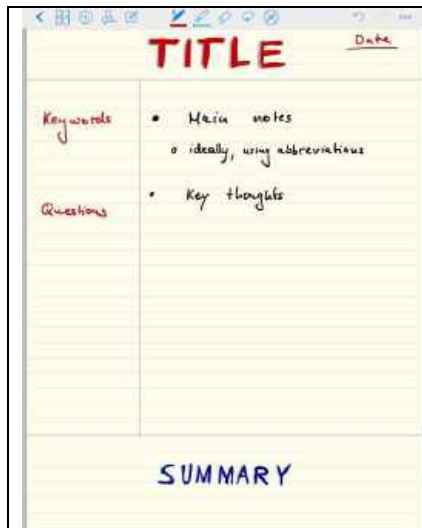 TITLE
Date
Keywords
• Main notes
o ideally, using abbreviations
• Key thoughts
Questions
SUMMARY